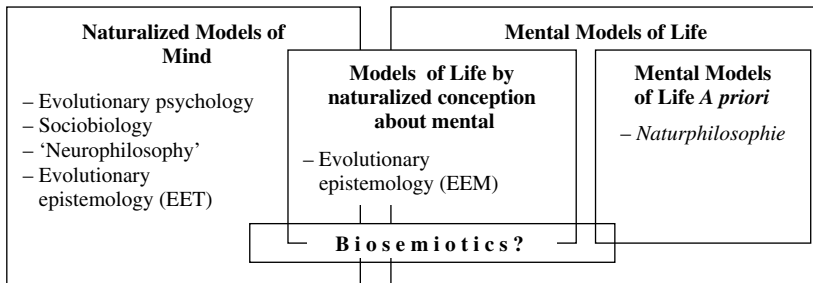 Naturalized Models of
Mind
– Evolutionary psychology
– Sociobiology
– ‘Neurophilosophy’
– Evolutionary
epistemology (EET)
Mental Models of Life
Models of Life by
naturalized conception
about mental
– Evolutionary
epistemology (EEM)
Mental Models
of Life A priori
– Naturphilosophie
Biosemiotics?